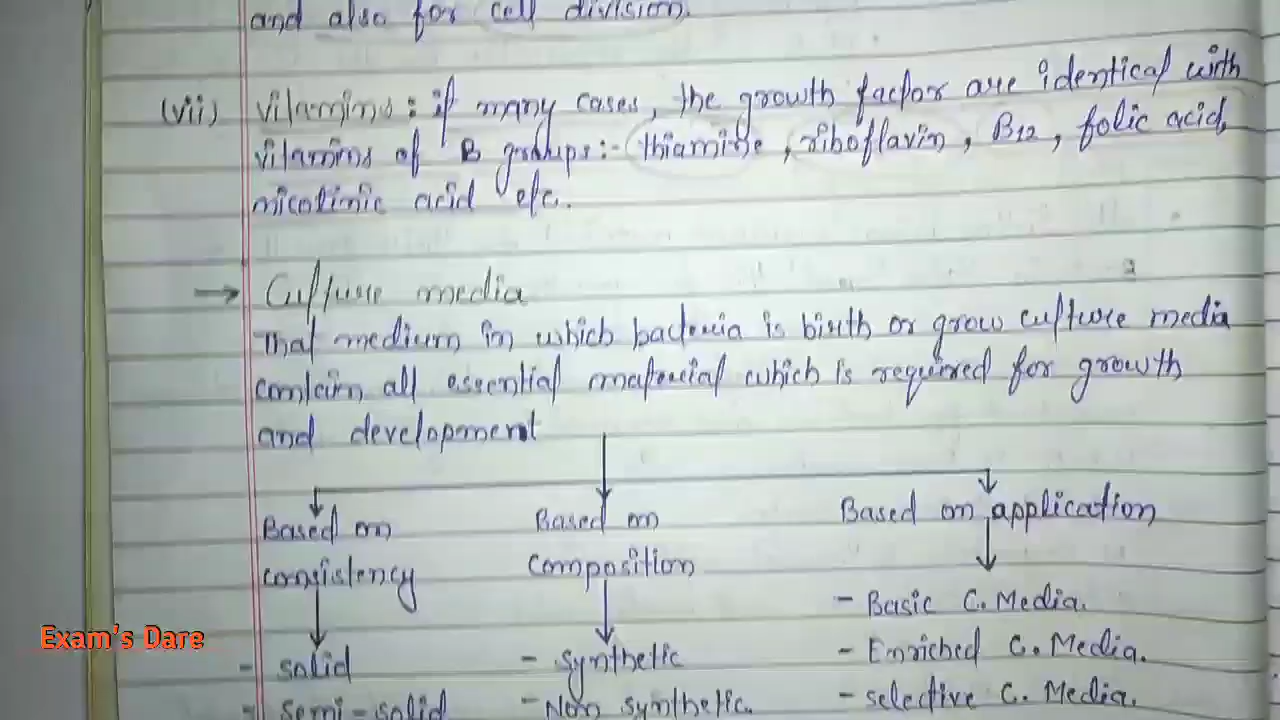 and also for cell division.
(vii) vitamins : if many cases, the growth factor are identical with
vitamins of B groups:- thiamine, riboflavin, B12, folic acid,
nicotinic acid etc.
→ Culture media
That medium in which bacteria is birth or grow culture media
contain all essential material which is required for growth
and development
Based on consistency
- solid
- semi-solid
Based on composition
- synthetic
- Non synthetic.
Based on application
- Basic C. Media.
- Enriched C. Media.
- selective C. Media.
Exam's Dare